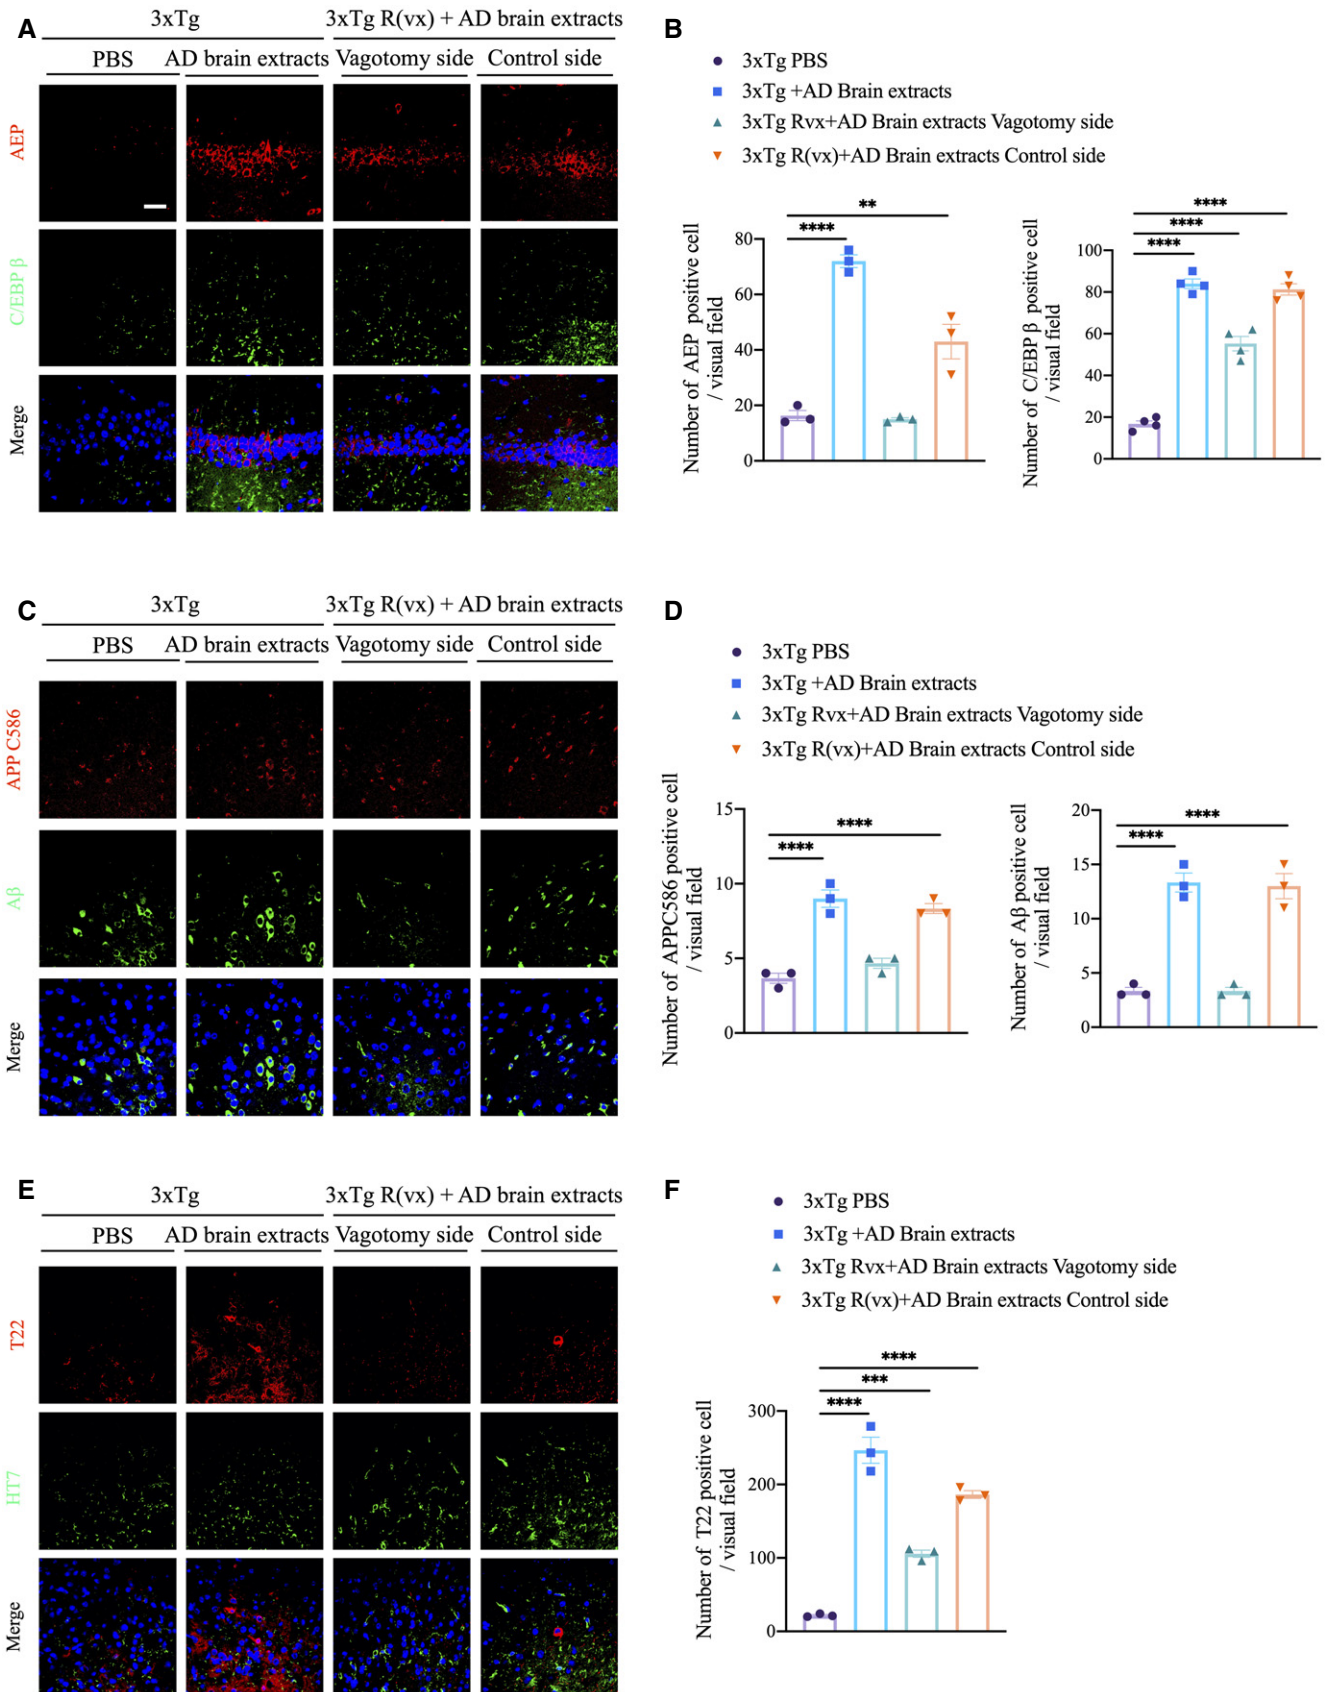 A
3xTg
3xTg R(vx) + AD brain extracts
PBS
AD brain extracts
Vagotomy side
Control side
AEP
C/EBP β
Merge
B
3xTg PBS
3xTg +AD Brain extracts
3xTg Rvx+AD Brain extracts Vagotomy side
3xTg R(vx)+AD Brain extracts Control side
Number of AEP positive cell
/ visual field
80
60
40
20
0
**
****
Number of C/EBP β positive cell
/ visual field
100
80
60
40
20
0
****
****
****
C
3xTg
3xTg R(vx) + AD brain extracts
PBS
AD brain extracts
Vagotomy side
Control side
APP C586
Aβ
Merge
D
3xTg PBS
3xTg +AD Brain extracts
3xTg Rvx+AD Brain extracts Vagotomy side
3xTg R(vx)+AD Brain extracts Control side
Number of APPC586 positive cell
/ visual field
15
10
5
0
****
****
Number of Aβ positive cell
/ visual field
20
15
10
5
0
****
****
E
3xTg
3xTg R(vx) + AD brain extracts
PBS
AD brain extracts
Vagotomy side
Control side
T22
HT7
Merge
F
3xTg PBS
3xTg +AD Brain extracts
3xTg Rvx+AD Brain extracts Vagotomy side
3xTg R(vx)+AD Brain extracts Control side
Number of T22 positive cell
/ visual field
300
200
100
0
****
***
****